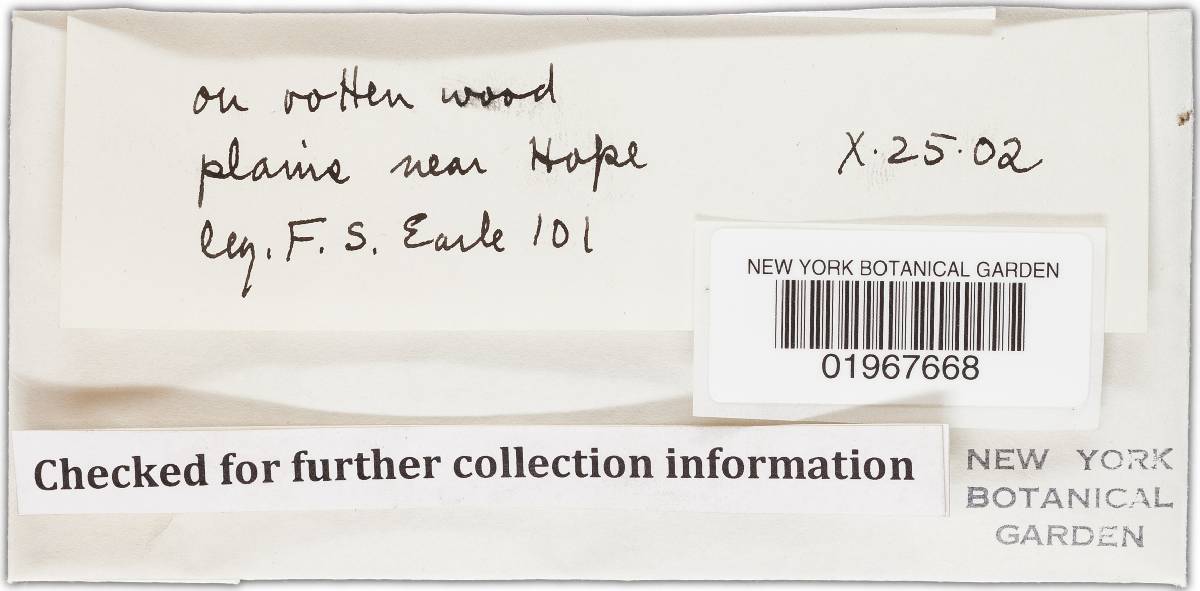 on rotten wood
plains near Hope
X.25.02
leg. F. S. Earle 101
NEW YORK BOTANICAL GARDEN
01967668
Checked for further collection information
NEW YORK
BOTANICAL
GARDEN